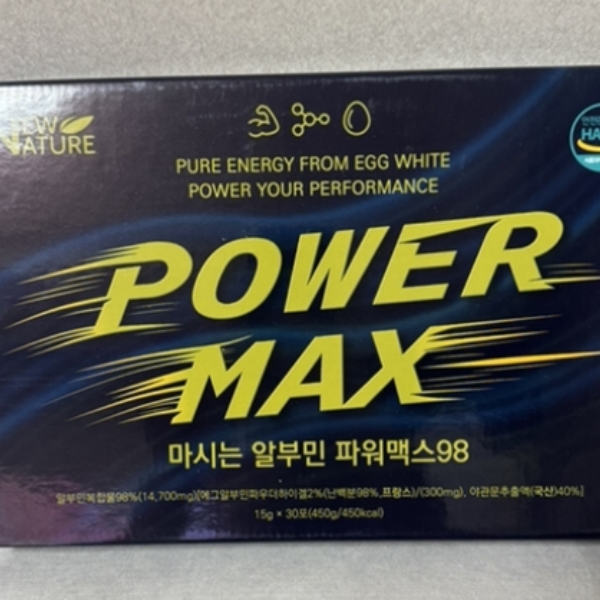 NEW
NATURE
PURE ENERGY FROM EGG WHITE
POWER YOUR PERFORMANCE
POWER
MAX
마시는 알부민 파워맥스98
알부민복합물98%(14,700mg)[에그알부민파우더하이겔2%(난백분98%,프랑스)/(300mg), 야관문추출액(국산)40%]
15g × 30포(450g/450kcal)